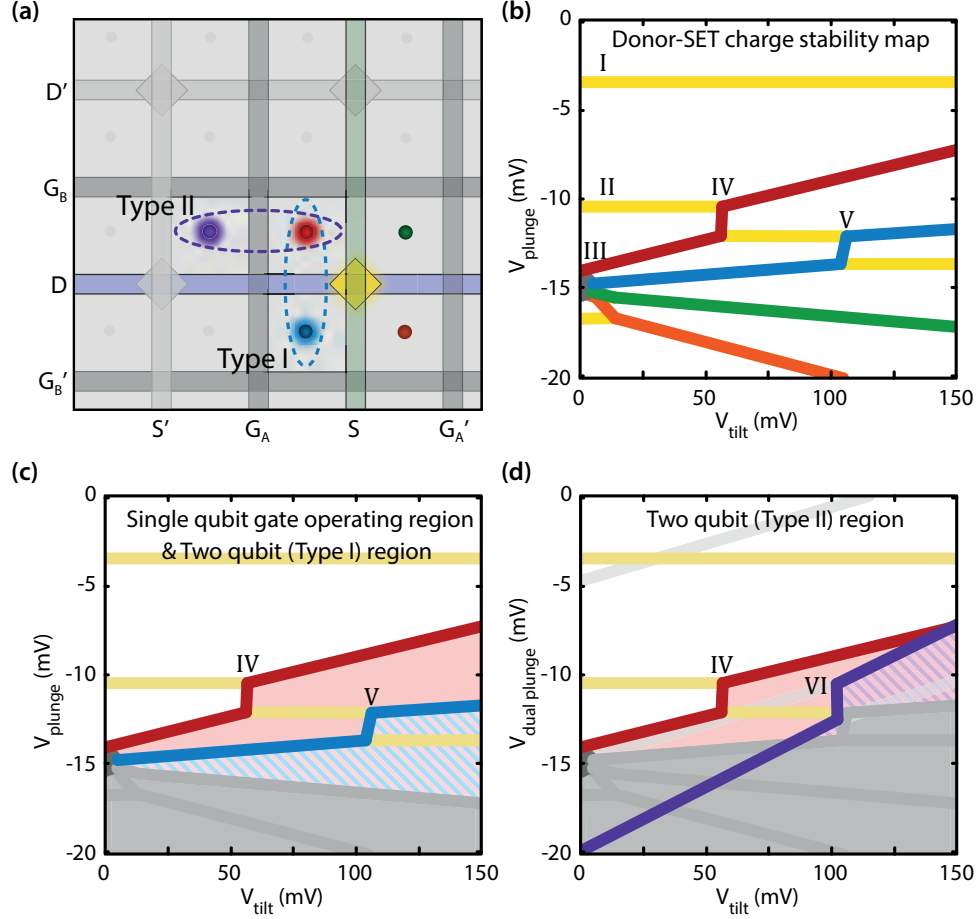 (a)
D'
G_B
Type II
D
Type I
G_B'
S'
G_A
S
G_A'
(b)
Donor-SET charge stability map
I
II
IV
V
III
0
-5
-10
-15
-20
V_plunge (mV)
0
50
100
150
V_tilt (mV)
(c)
Single qubit gate operating region
& Two qubit (Type I) region
IV
V
0
-5
-10
-15
-20
V_plunge (mV)
0
50
100
150
V_tilt (mV)
(d)
Two qubit (Type II) region
IV
VI
0
-5
-10
-15
-20
V_dual plunge (mV)
0
50
100
150
V_tilt (mV)